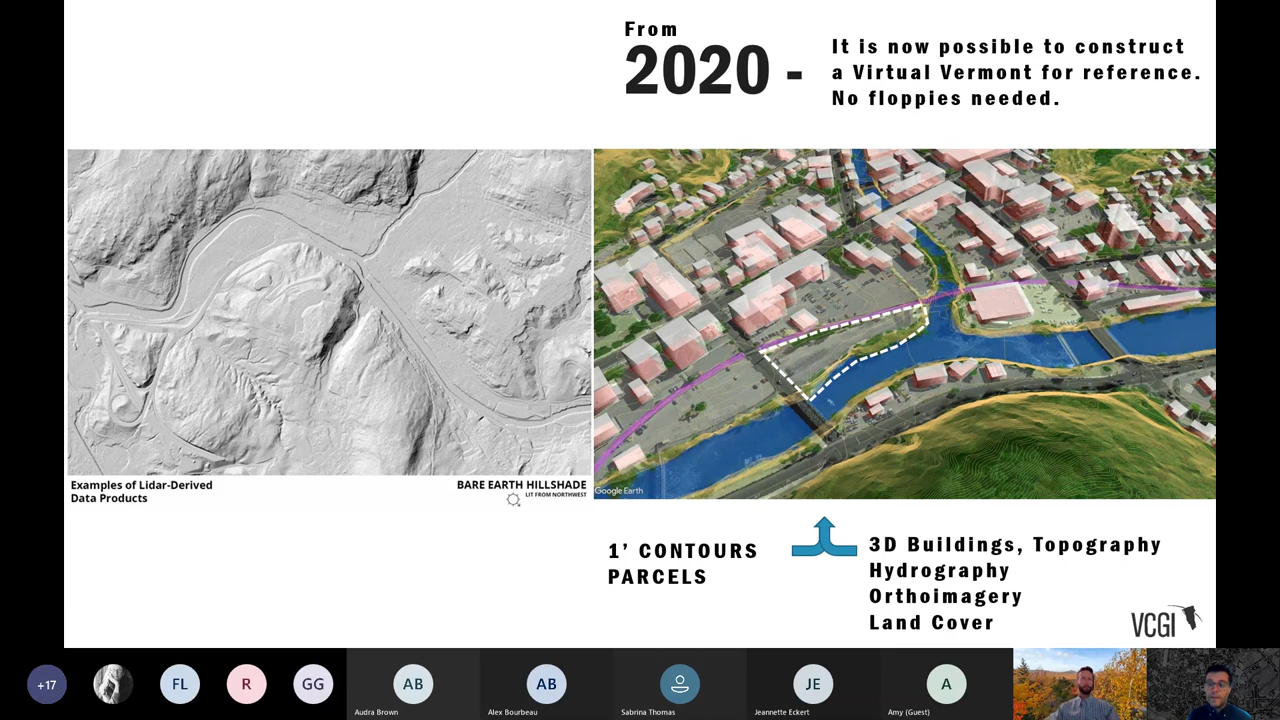 From
2020 -
It is now possible to construct
a Virtual Vermont for reference.
No floppies needed.
Examples of Lidar-Derived
Data Products
BARE EARTH HILLSHADE
LIT FROM NORTHWEST
Google Earth
1’ CONTOURS
PARCELS
3D Buildings, Topography
Hydrography
Orthoimagery
Land Cover
VCGI
+17
FL
R
GG
AB
Audra Brown
AB
Alex Bourbeau
Sabrina Thomas
JE
Jeannette Eckert
A
Amy (Guest)